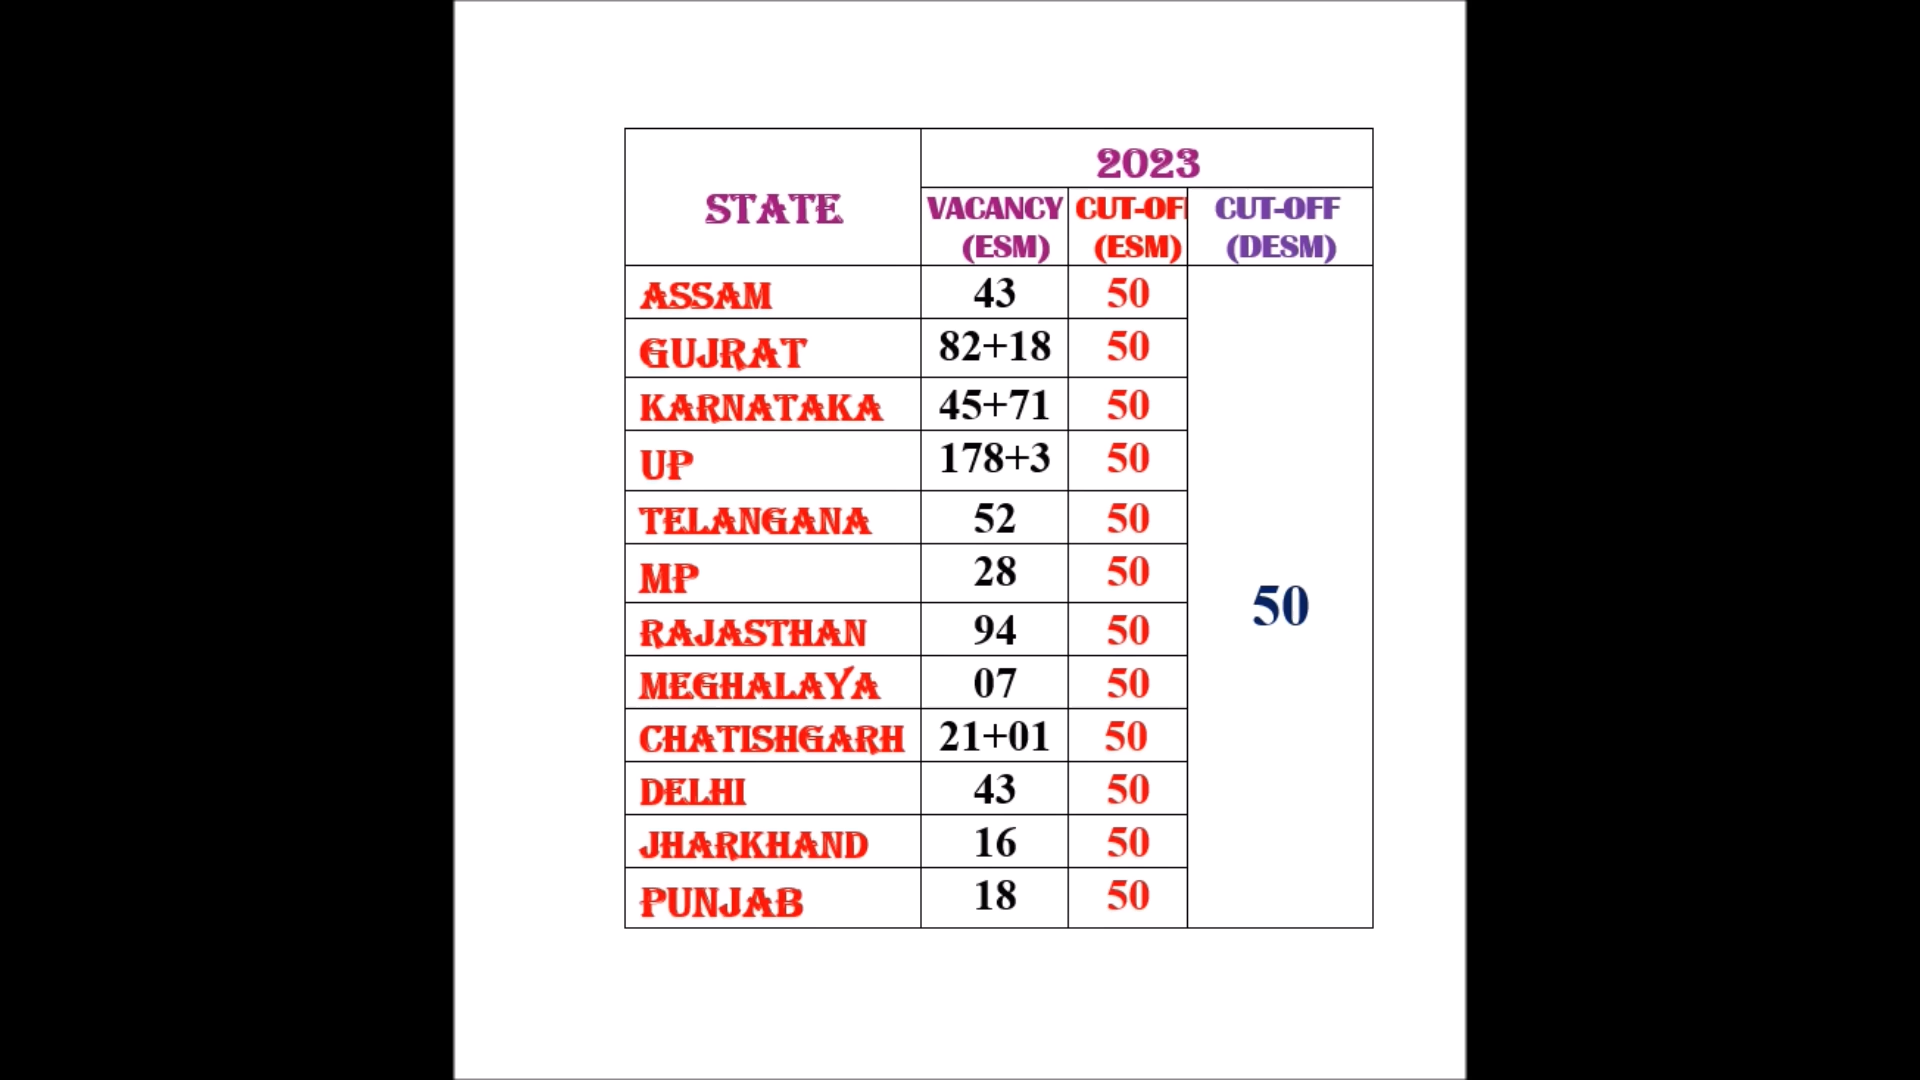 2023
STATE
VACANCY CUT-OFF CUT-OFF
(ESM) (ESM) (DESM)
ASSAM 43 50
GUJRAT 82+18 50
KARNATAKA 45+71 50
UP 178+3 50
TELANGANA 52 50
MP 28 50
50
RAJASTHAN 94 50
MEGHALAYA 07 50
CHATISHGARH 21+01 50
DELHI 43 50
JHARKHAND 16 50
PUNJAB 18 50